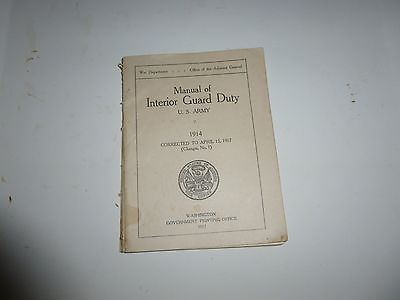 War Department : : : Office of the Adjutant General
Manual of
Interior Guard Duty
U. S. ARMY
1914
CORRECTED TO APRIL 15, 1917
(Changes, No. 1)
WASHINGTON
GOVERNMENT PRINTING OFFICE
1917